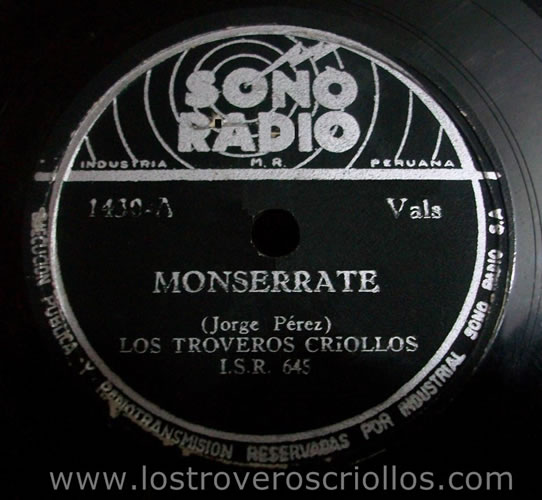 SONO
RADIO
INDUSTRIA M.R. PERUANA
1430-A Vals
MONSERRATE
(Jorge Pérez)
LOS TROVEROS CRIOLLOS
I.S.R. 645
EJECUCION PUBLICA Y RADIOTRANSMISION RESERVADAS POR INDUSTRIAL SONO RADIO S.A
www.lostroveroscriollos.com